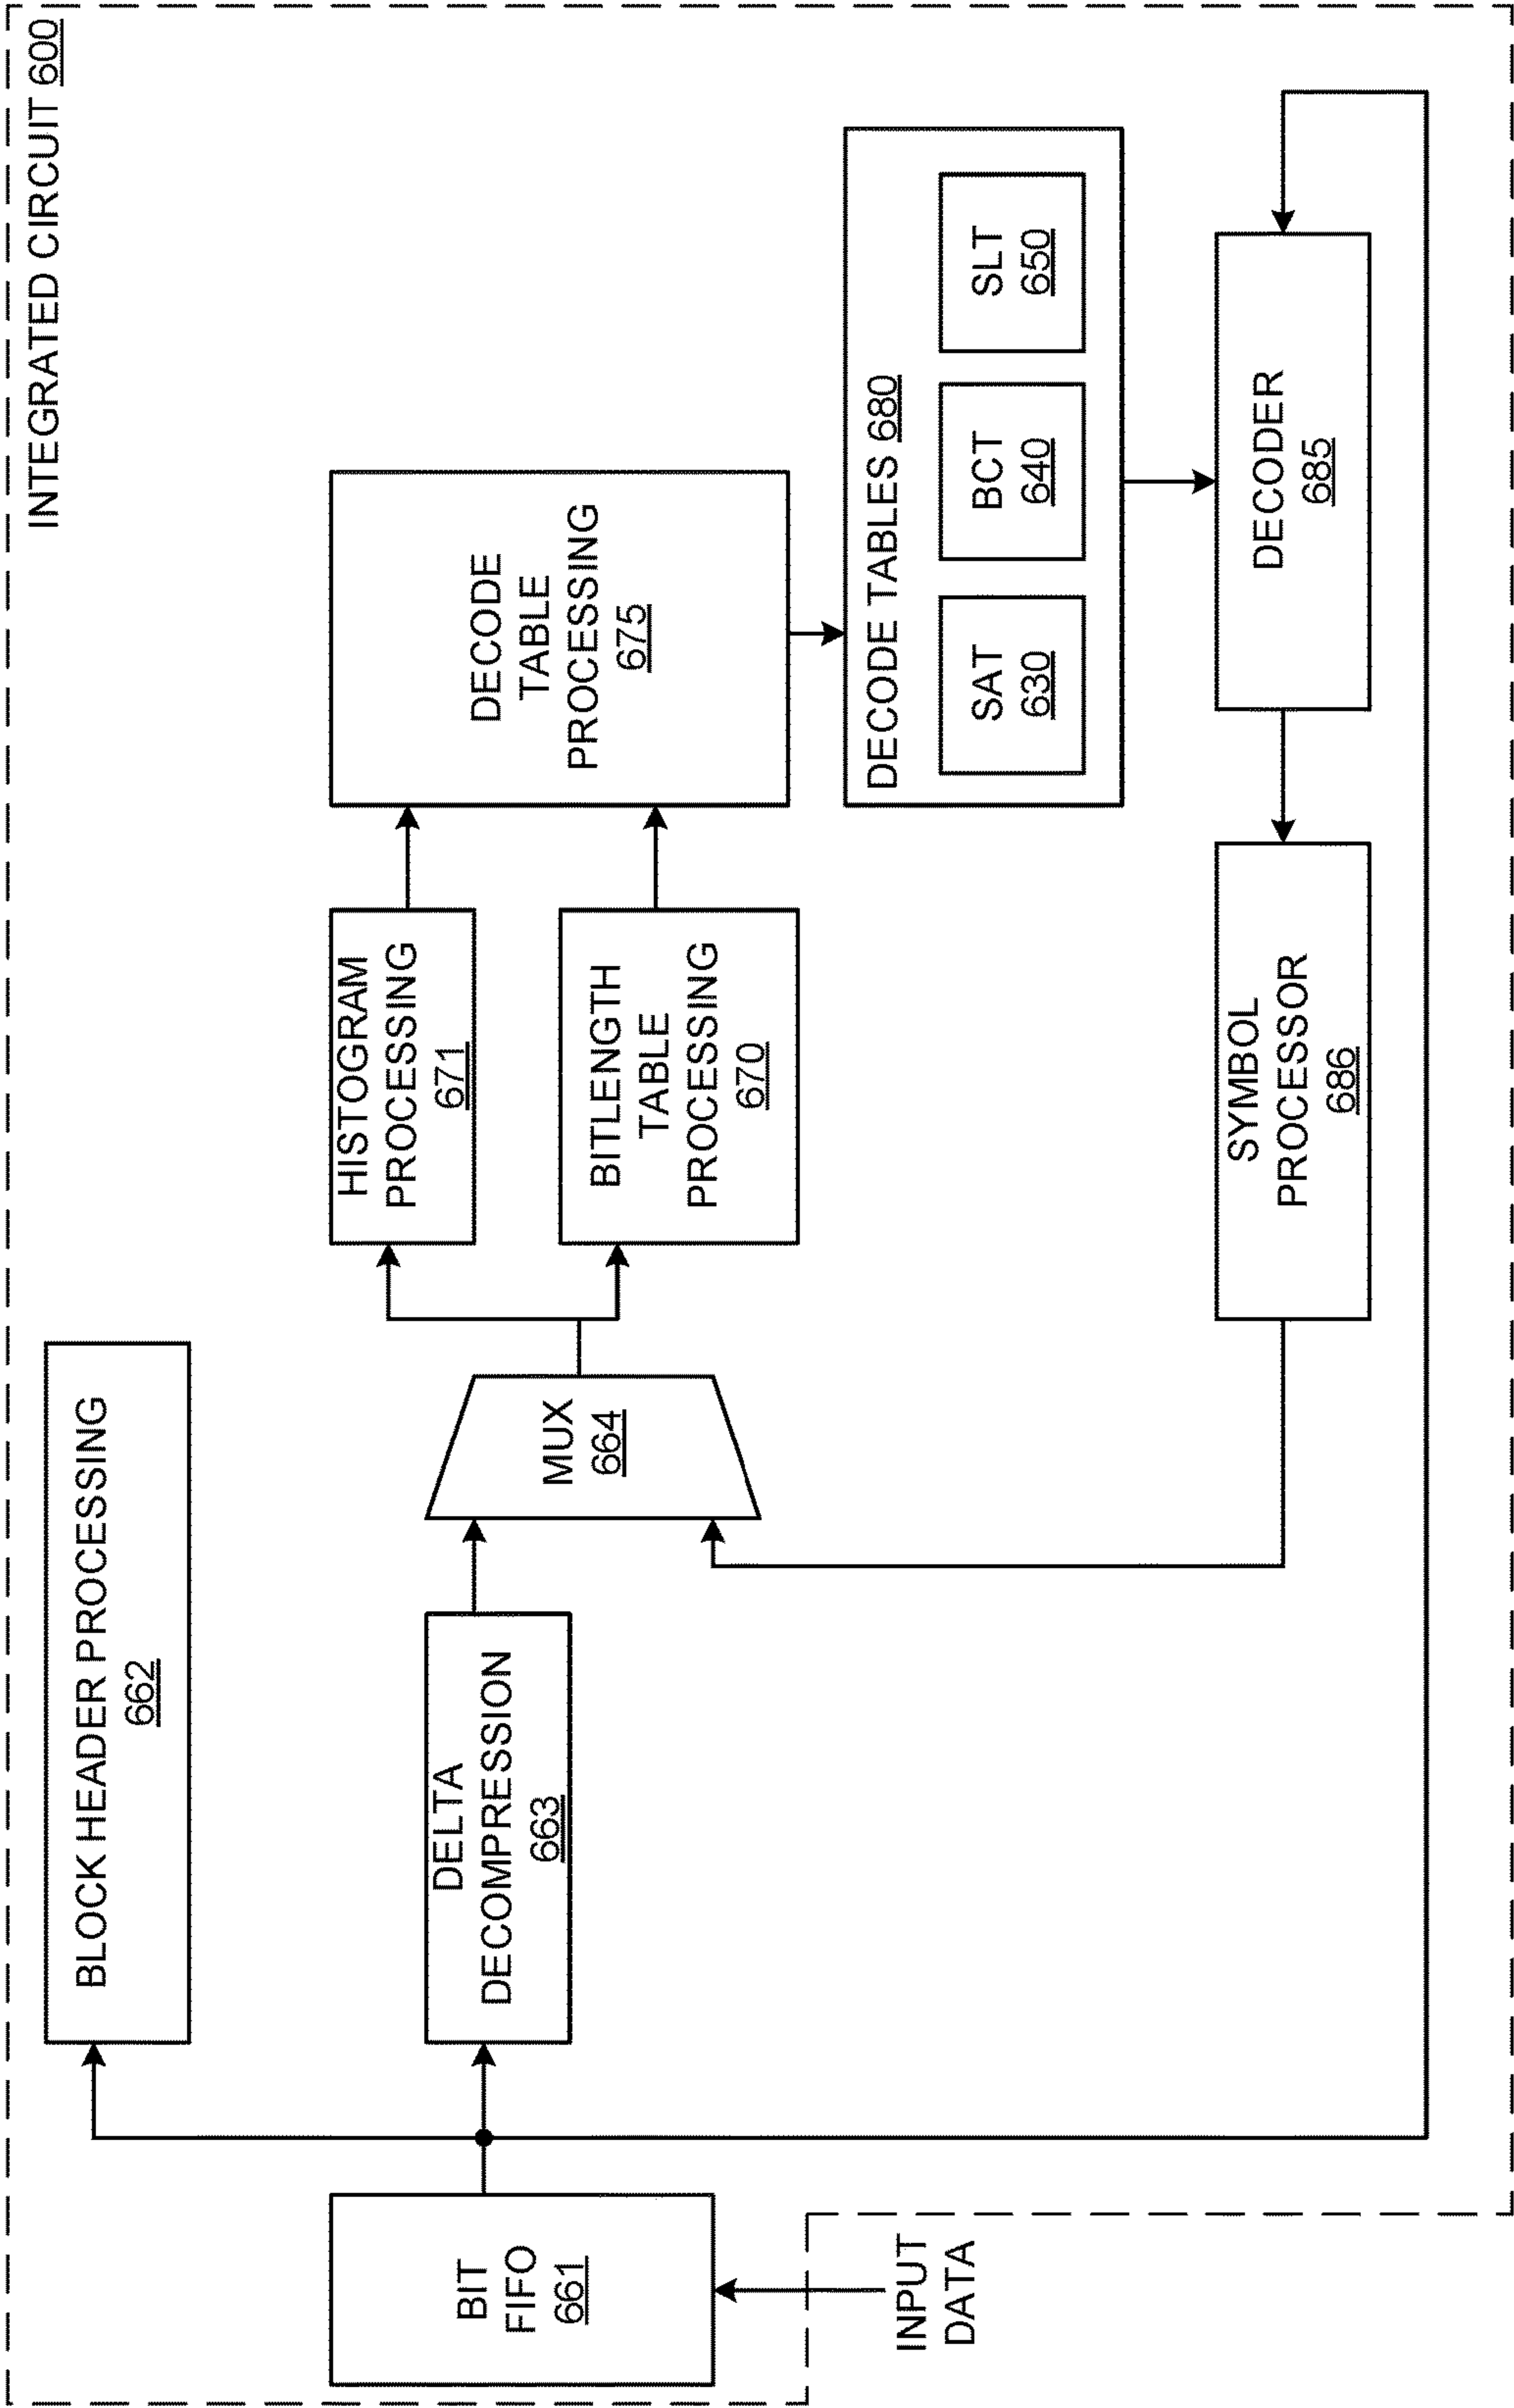 INTEGRATED CIRCUIT 600
BLOCK HEADER PROCESSING
662
BIT
FIFO
661
INPUT
DATA
DELTA
DECOMPRESSION
663
MUX
664
HISTOGRAM
PROCESSING
671
BITLENGTH
TABLE
PROCESSING
670
DECODE
TABLE
PROCESSING
675
DECODE TABLES 680
SAT
630
BCT
640
SLT
650
SYMBOL
PROCESSOR
686
DECODER
685